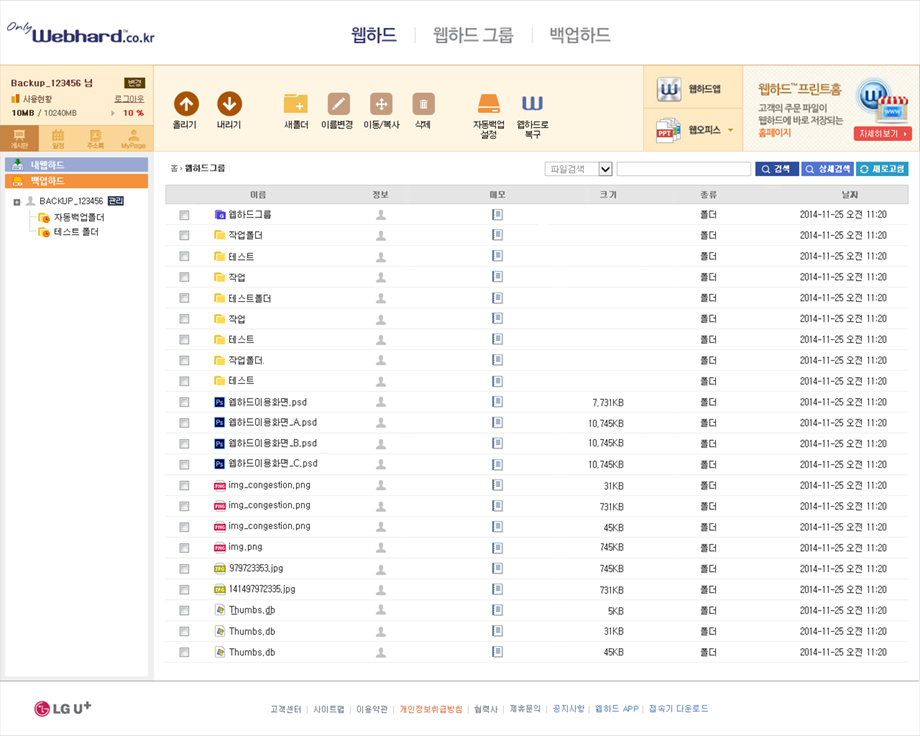 Only Webhard.co.kr
웹하드 웹하드 그룹 백업하드
Backup_123456 님 변경
사용현황 로그아웃
10MB / 10240MB 10 %
게시판 일정 주소록 MyPage
올리기 내리기 새폴더 이름변경 이동/복사 삭제 자동백업 설정 웹하드로 복구
웹하드앱
웹오피스
웹하드™프린트홈
고객의 주문 파일이
웹하드에 바로 저장되는
홈페이지
자세히보기
내웹하드
백업하드
BACKUP_123456 관리
자동백업폴더
테스트 폴더
홈 > 웹하드그룹 파일검색 검색 상세검색 새로고침
이름 정보 메모 크기 종류 날짜
웹하드그룹 폴더 2014-11-25 오전 11:20
작업폴더 폴더 2014-11-25 오전 11:20
테스트 폴더 2014-11-25 오전 11:20
작업 폴더 2014-11-25 오전 11:20
테스트폴더 폴더 2014-11-25 오전 11:20
작업 폴더 2014-11-25 오전 11:20
테스트 폴더 2014-11-25 오전 11:20
작업폴더. 폴더 2014-11-25 오전 11:20
테스트 폴더 2014-11-25 오전 11:20
웹하드이용화면.psd 7,731KB 폴더 2014-11-25 오전 11:20
웹하드이용화면_A.psd 10,745KB 폴더 2014-11-25 오전 11:20
웹하드이용화면_B.psd 10,745KB 폴더 2014-11-25 오전 11:20
웹하드이용화면_C.psd 10,745KB 폴더 2014-11-25 오전 11:20
img_congestion.png 31KB 폴더 2014-11-25 오전 11:20
img_congestion.png 731KB 폴더 2014-11-25 오전 11:20
img_congestion.png 45KB 폴더 2014-11-25 오전 11:20
img.png 745KB 폴더 2014-11-25 오전 11:20
979723353.jpg 745KB 폴더 2014-11-25 오전 11:20
141497972335.jpg 731KB 폴더 2014-11-25 오전 11:20
Thumbs.db 5KB 폴더 2014-11-25 오전 11:20
Thumbs.db 31KB 폴더 2014-11-25 오전 11:20
Thumbs.db 45KB 폴더 2014-11-25 오전 11:20
LG U+
고객센터 | 사이트맵 | 이용약관 | 개인정보취급방침 | 협력사 | 제휴문의 | 공지사항 | 웹하드 APP | 접속기 다운로드